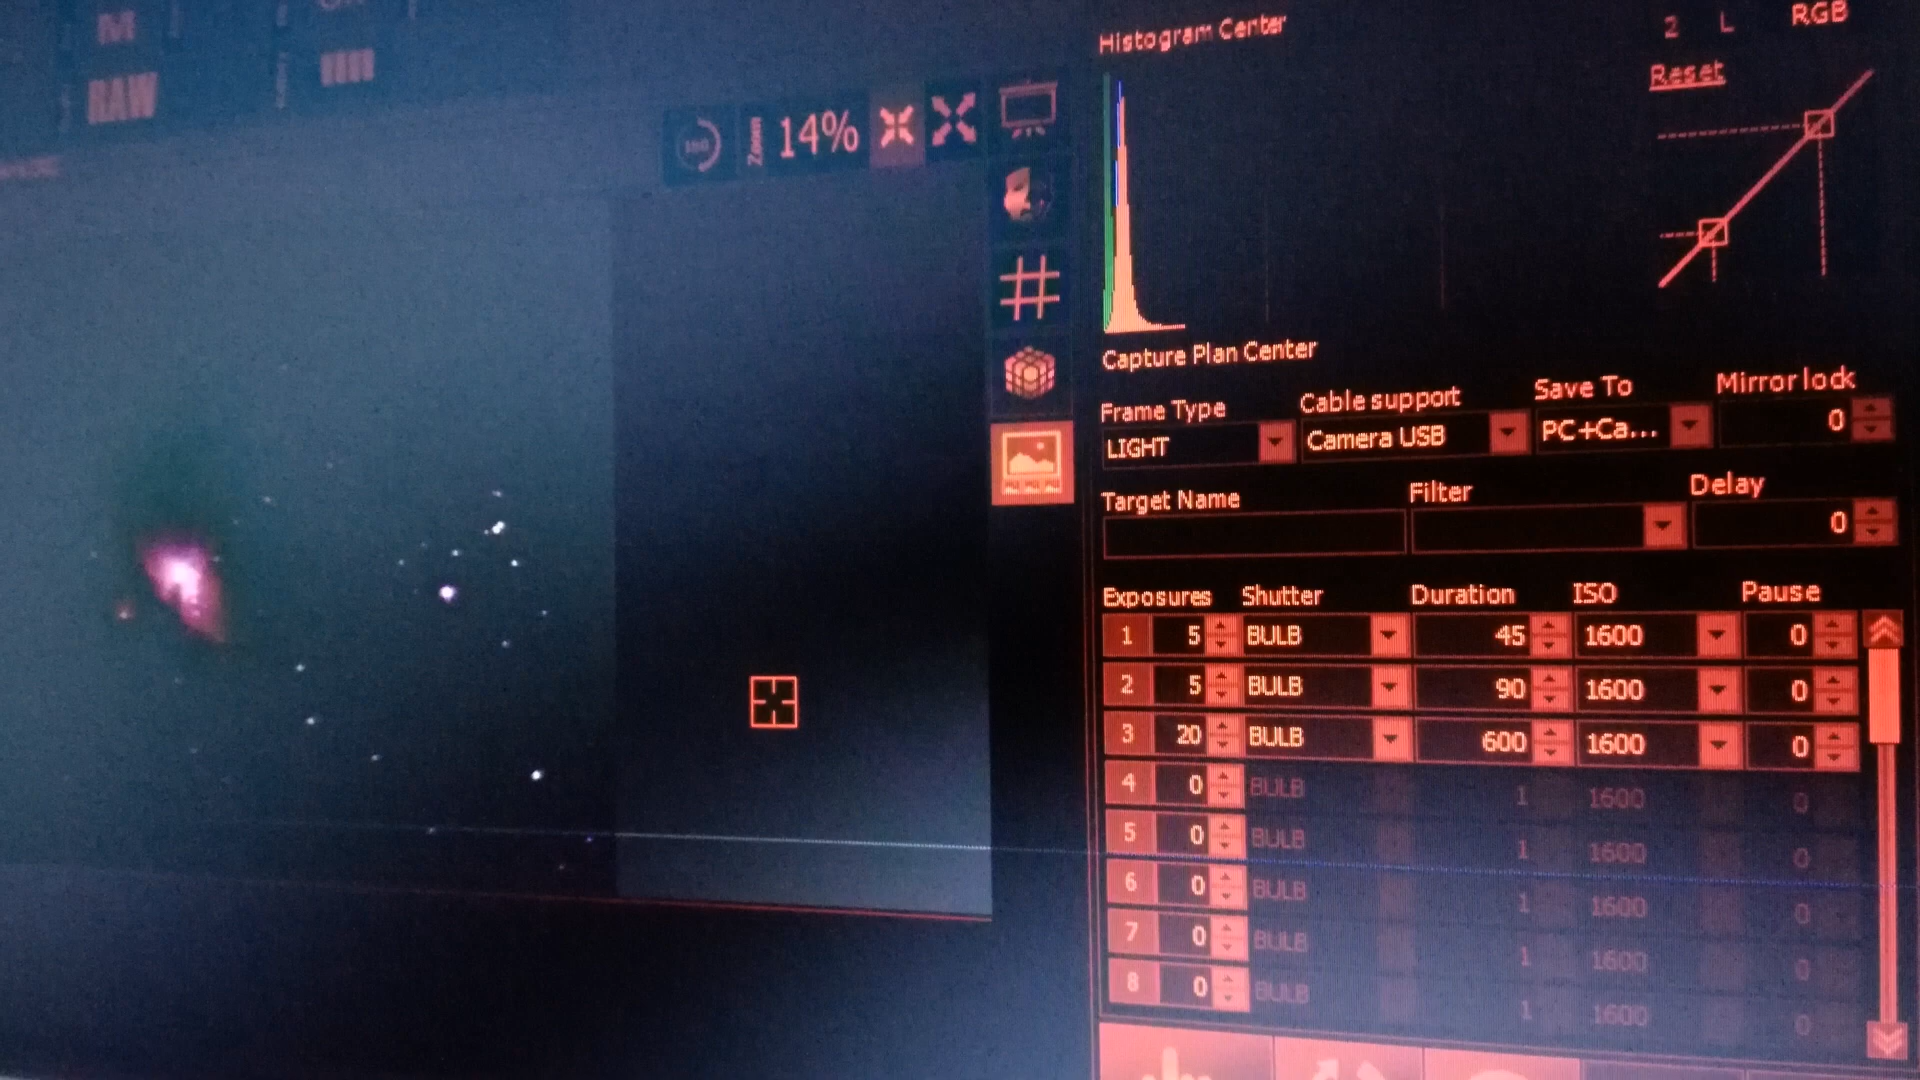 M
RAW
180 Zoom 14%
Histogram Center
2 L RGB
Reset
Capture Plan Center
Frame Type Cable support Save To Mirror lock
LIGHT Camera USB PC+Ca... 0
Target Name Filter Delay
0
Exposures Shutter Duration ISO Pause
1 5 BULB 45 1600 0
2 5 BULB 90 1600 0
3 20 BULB 600 1600 0
4 0 BULB 1 1600 0
5 0 BULB 1 1600 0
6 0 BULB 1 1600 0
7 0 BULB 1 1600 0
8 0 BULB 1 1600 0